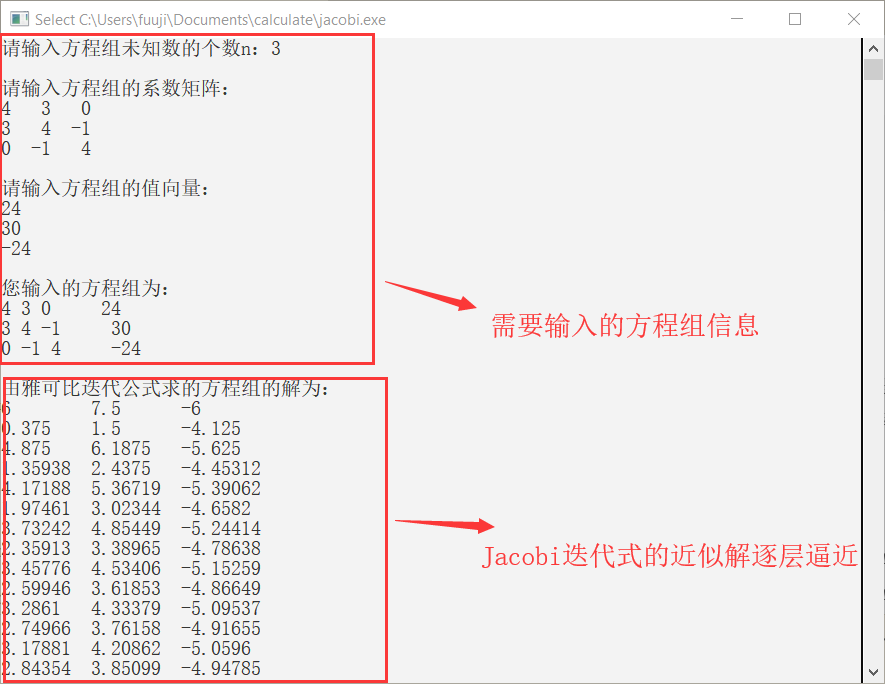 Select C:\Users\fuuji\Documents\calculate\jacobi.exe
请输入方程组未知数的个数n：3
请输入方程组的系数矩阵：
4 3 0
3 4 -1
0 -1 4
请输入方程组的值向量：
24
30
-24
您输入的方程组为：
4 3 0 24
3 4 -1 30
0 -1 4 -24
需要输入的方程组信息
由雅可比迭代公式求的方程组的解为：
6 7.5 -6
0.375 1.5 -4.125
4.875 6.1875 -5.625
1.35938 2.4375 -4.45312
4.17188 5.36719 -5.39062
1.97461 3.02344 -4.6582
3.73242 4.85449 -5.24414
2.35913 3.38965 -4.78638
3.45776 4.53406 -5.15259
2.59946 3.61853 -4.86649
3.2861 4.33379 -5.09537
2.74966 3.76158 -4.91655
3.17881 4.20862 -5.0596
2.84354 3.85099 -4.94785
Jacobi迭代式的近似解逐层逼近